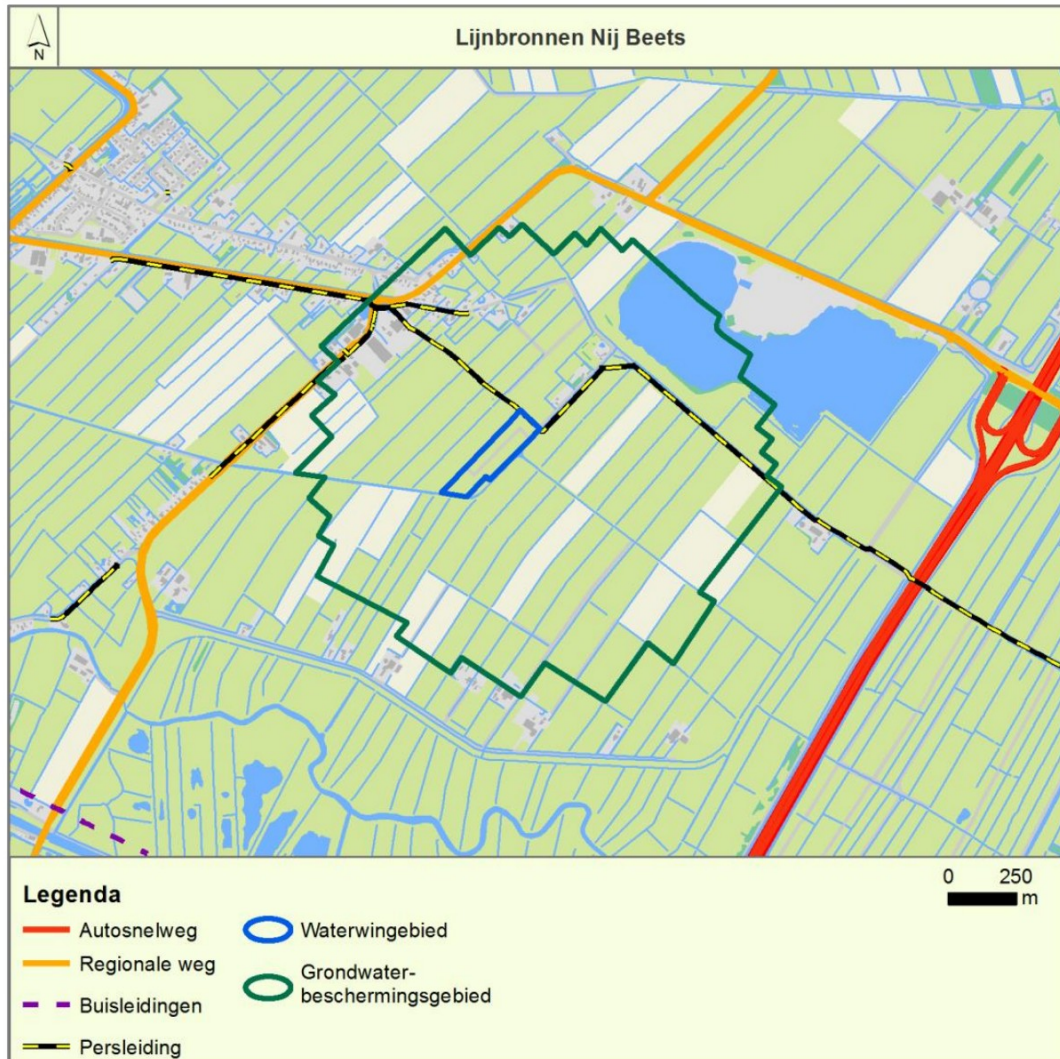 N
Lijnbronnen Nij Beets
0 250
m
Legenda
Autosnelweg
Regionale weg
Buisleidingen
Persleiding
Waterwingebied
Grondwater-
beschermingsgebied